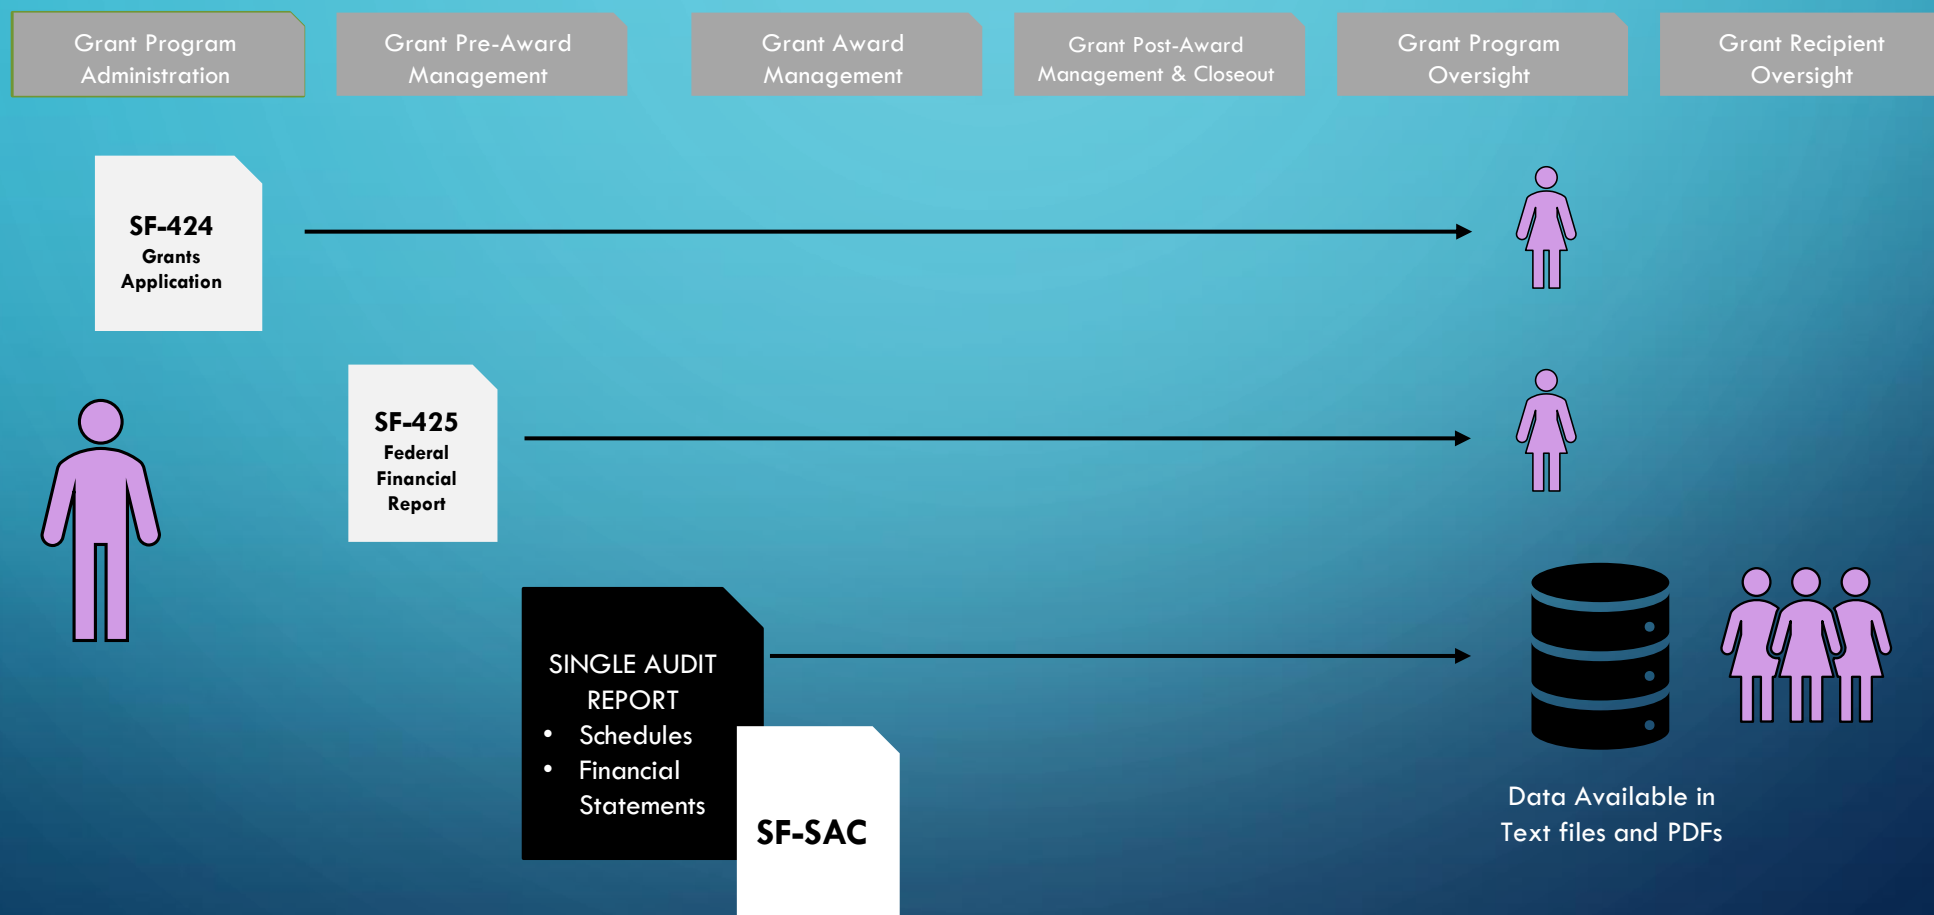 Grant Program
Administration
Grant Pre-Award
Management
Grant Award
Management
Grant Post-Award
Management & Closeout
Grant Program
Oversight
Grant Recipient
Oversight
SF-424
Grants
Application
SF-425
Federal
Financial
Report
SINGLE AUDIT
REPORT
• Schedules
• Financial
Statements
SF-SAC
Data Available in
Text files and PDFs